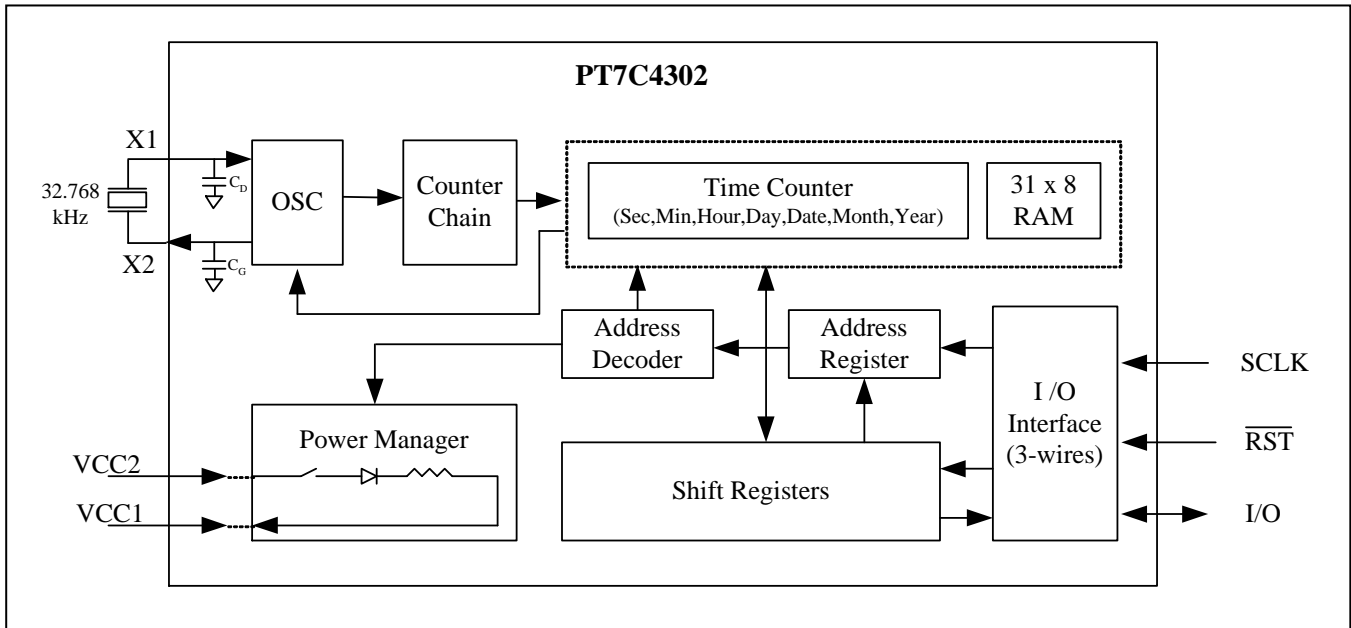 PT7C4302
X1
32.768
kHz
X2
CD
CG
OSC
Counter
Chain
Time Counter
(Sec,Min,Hour,Day,Date,Month,Year)
31 x 8
RAM
Address
Decoder
Address
Register
I /O
Interface
(3-wires)
SCLK
RST
I/O
Power Manager
VCC2
VCC1
Shift Registers